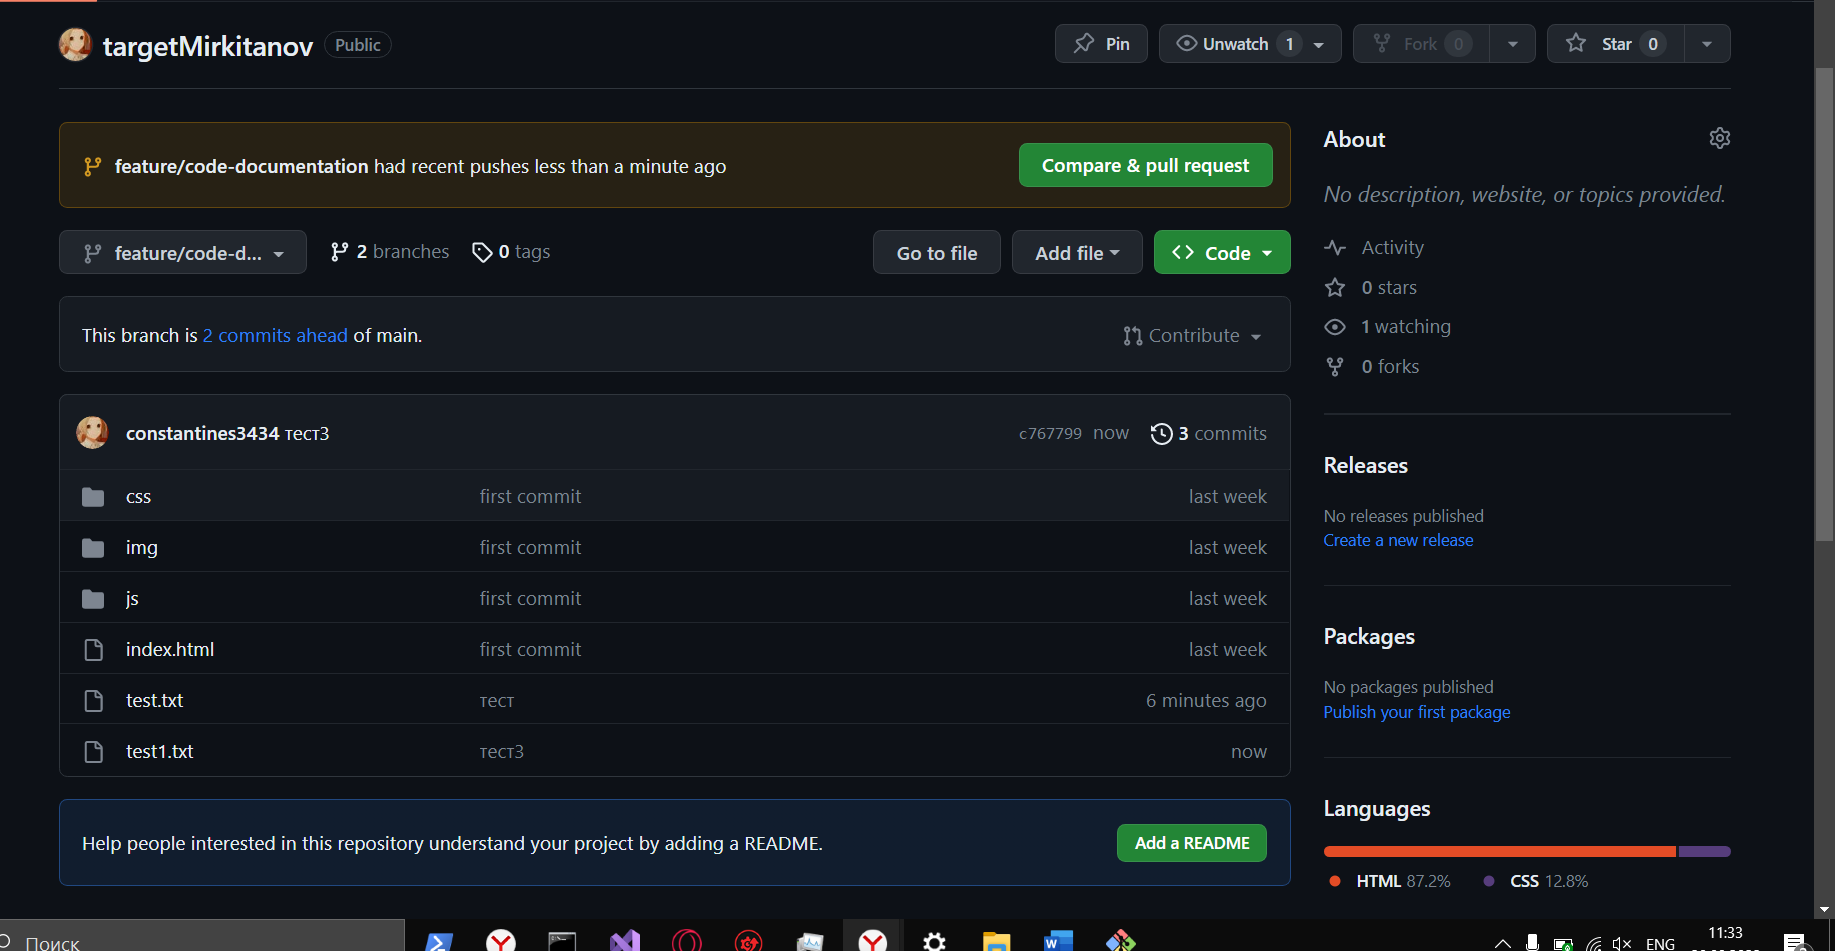 targetMirkitanov Public
Pin
Unwatch 1
Fork 0
Star 0
feature/code-documentation had recent pushes less than a minute ago
Compare & pull request
feature/code-d...
2 branches
0 tags
Go to file
Add file
Code
This branch is 2 commits ahead of main.
Contribute
constantines3434 тест3
c767799 now
3 commits
css first commit last week
img first commit last week
js first commit last week
index.html first commit last week
test.txt тест 6 minutes ago
test1.txt тест3 now
Help people interested in this repository understand your project by adding a README.
Add a README
About
No description, website, or topics provided.
Activity
0 stars
1 watching
0 forks
Releases
No releases published
Create a new release
Packages
No packages published
Publish your first package
Languages
HTML 87.2%
CSS 12.8%
Поиск
ENG
11:33